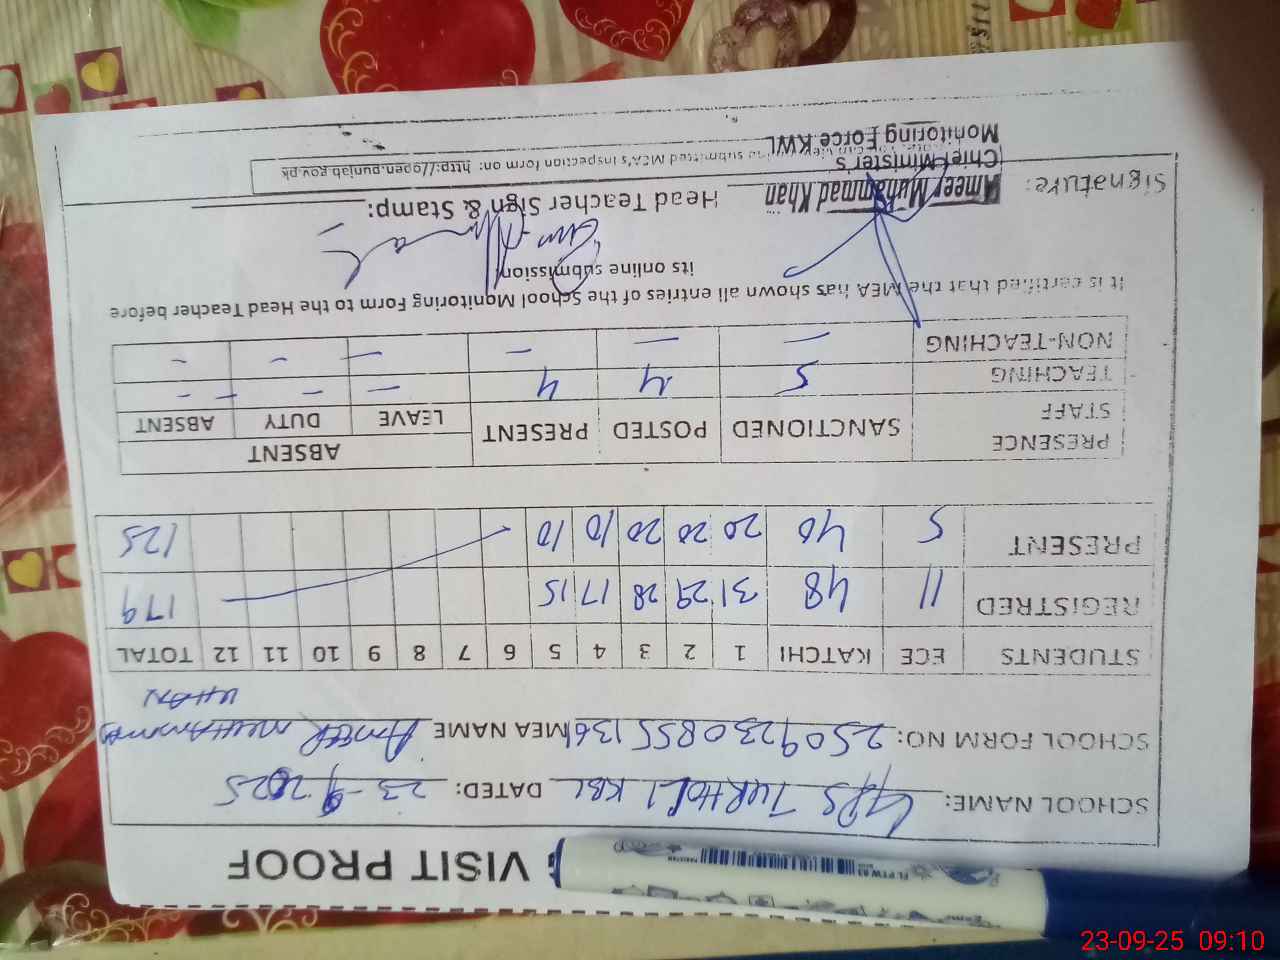 VISIT PROOF
SCHOOL NAME: GPS TURHOLI KBL DATED: 23-9-2025
SCHOOL FORM NO: 2509230855136 MEA NAME AMEER MUHAMMAD
KHAN
STUDENTS ECE KATCHI 1 2 3 4 5 6 7 8 9 10 11 12 TOTAL
REGISTRED 11 48 31 29 28 17 15 179
PRESENT 5 40 20 20 20 10 10 125
PRESENCE STAFF SANCTIONED POSTED PRESENT ABSENT
LEAVE DUTY ABSENT
TEACHING 5 4 4 - - -
NON-TEACHING - - - - - -
It is certified that the MEA has shown all entries of the School Monitoring Form to the Head Teacher before
its online submission
Signature: Ameer Muhammad Khan Head Teacher Sign & Stamp:
Chief Minister's
Monitoring Force KWL
submitted MEA's inspection form on: http://open.punjab.gov.pk
23-09-25 09:10